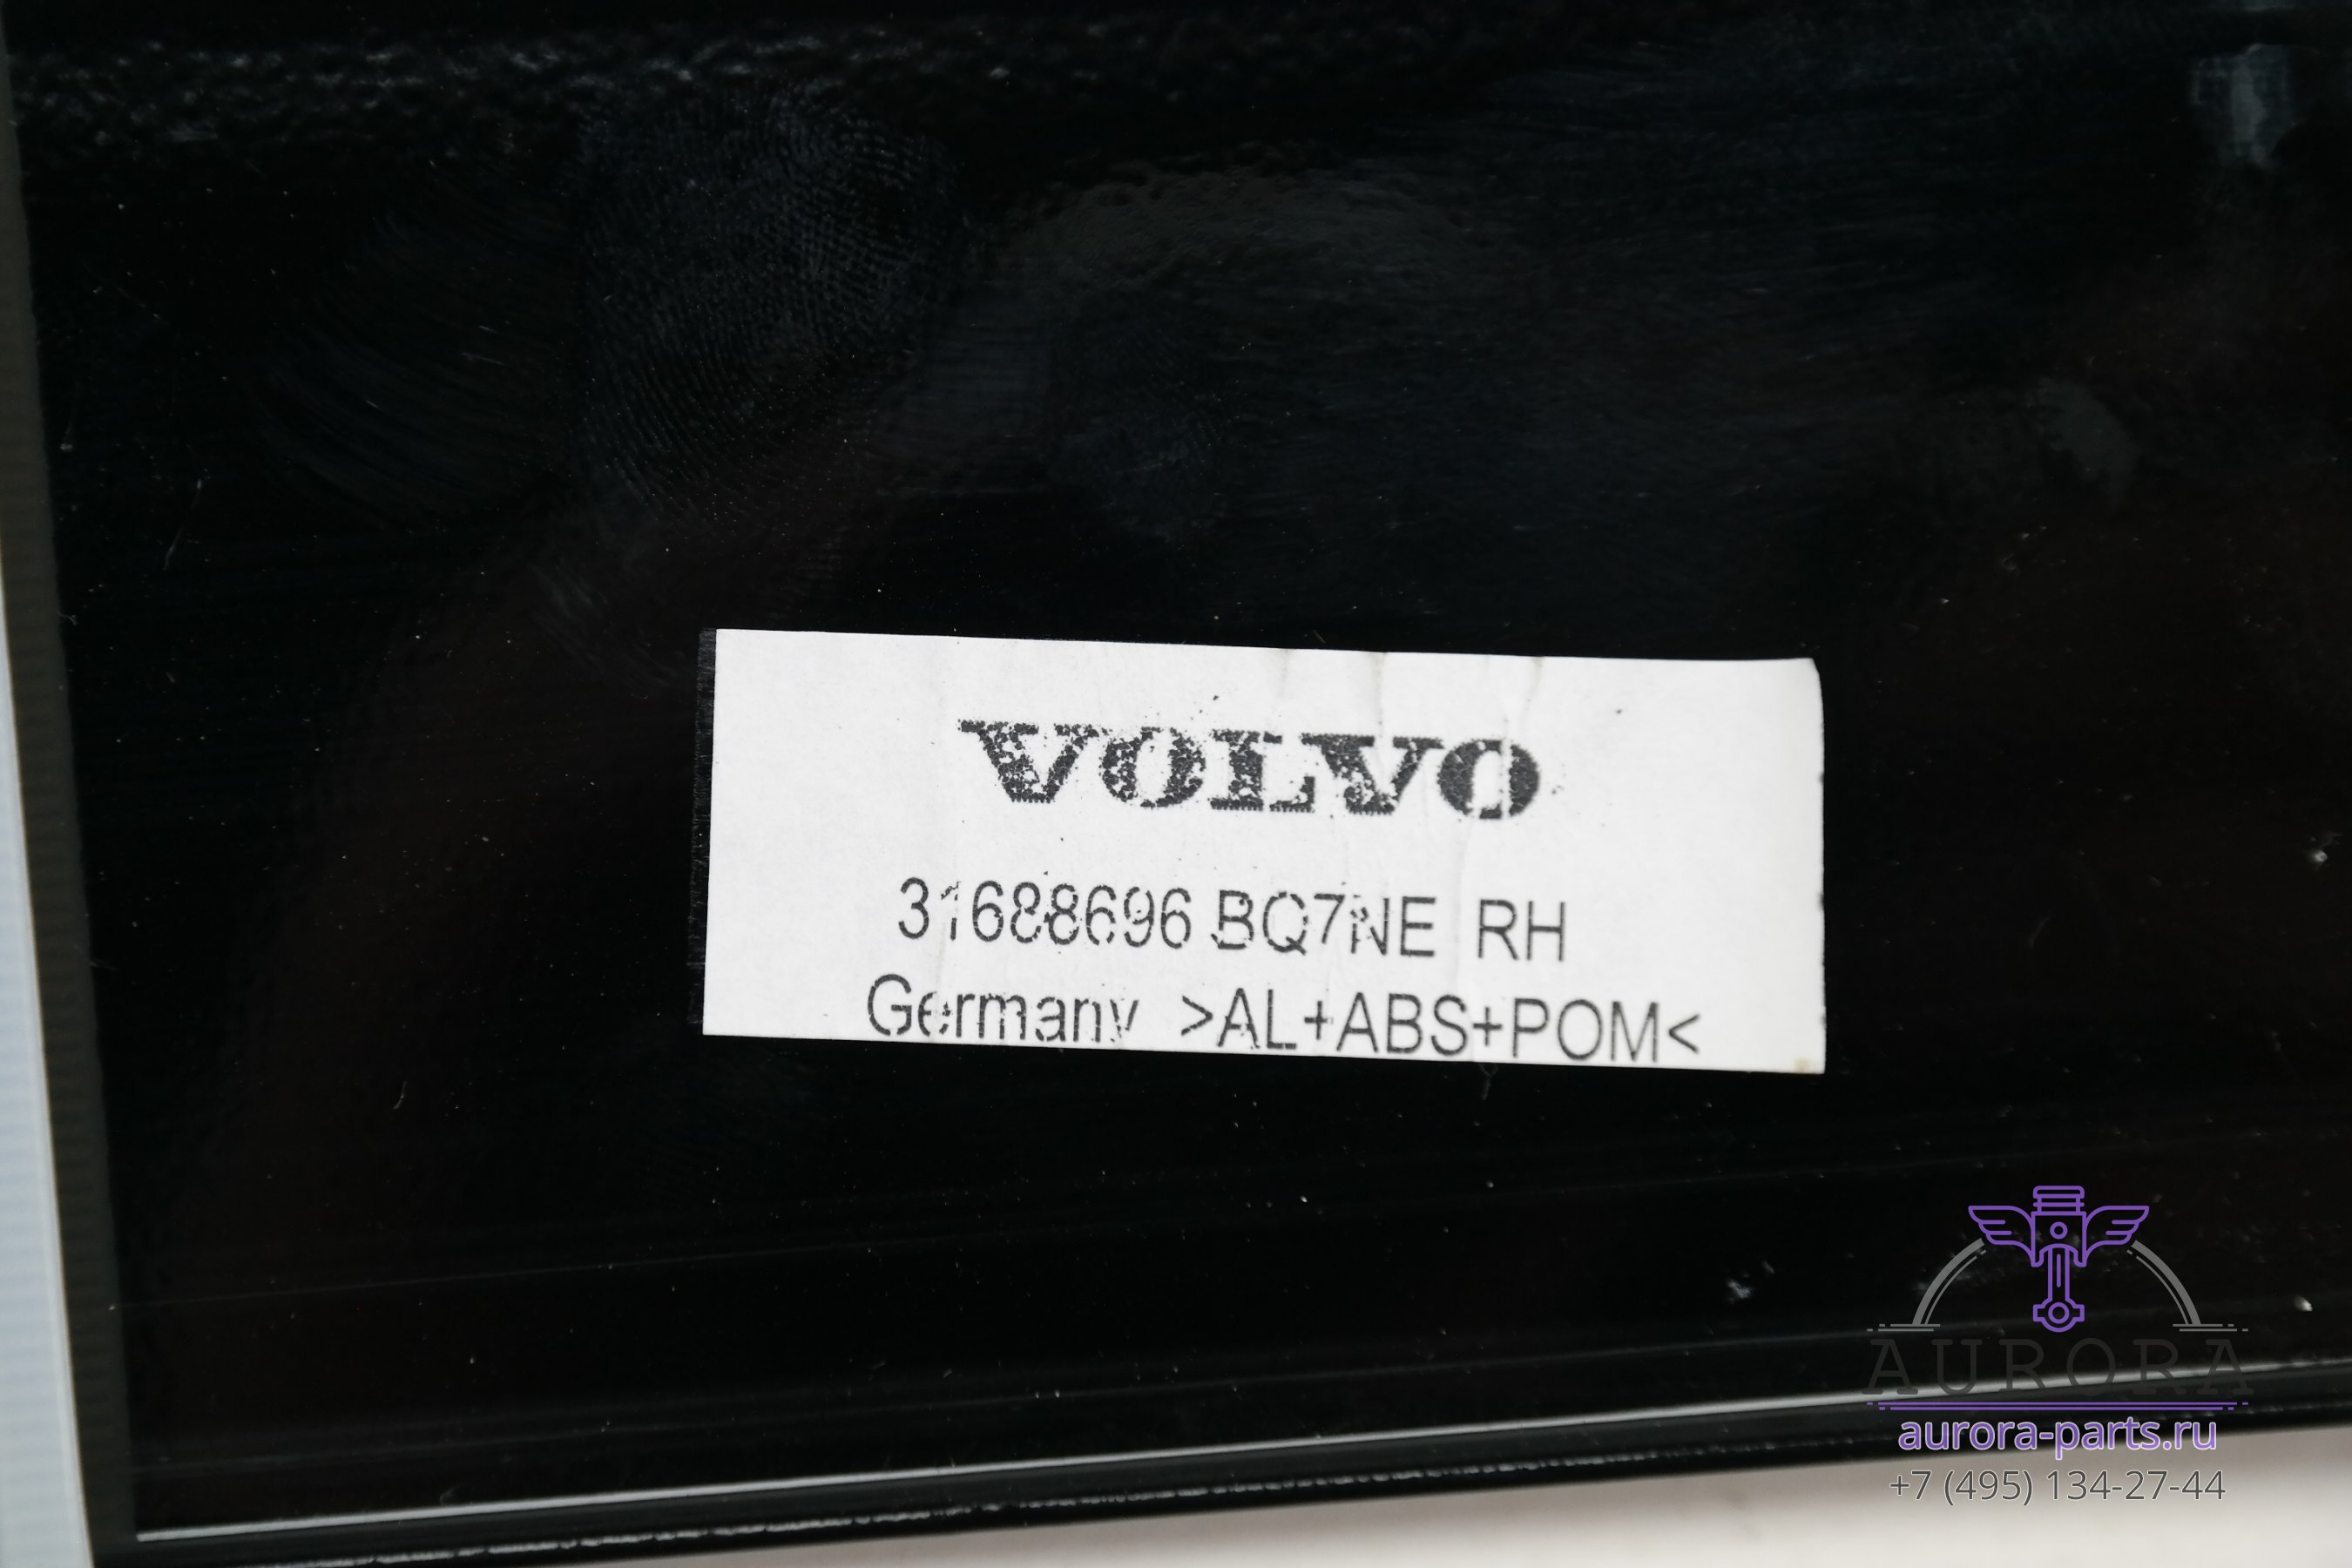 VOLVO
31688696 BQ7NE RH
Germany >AL+ABS+POM<
AURORA
aurora-parts.ru
+7 (495) 134-27-44